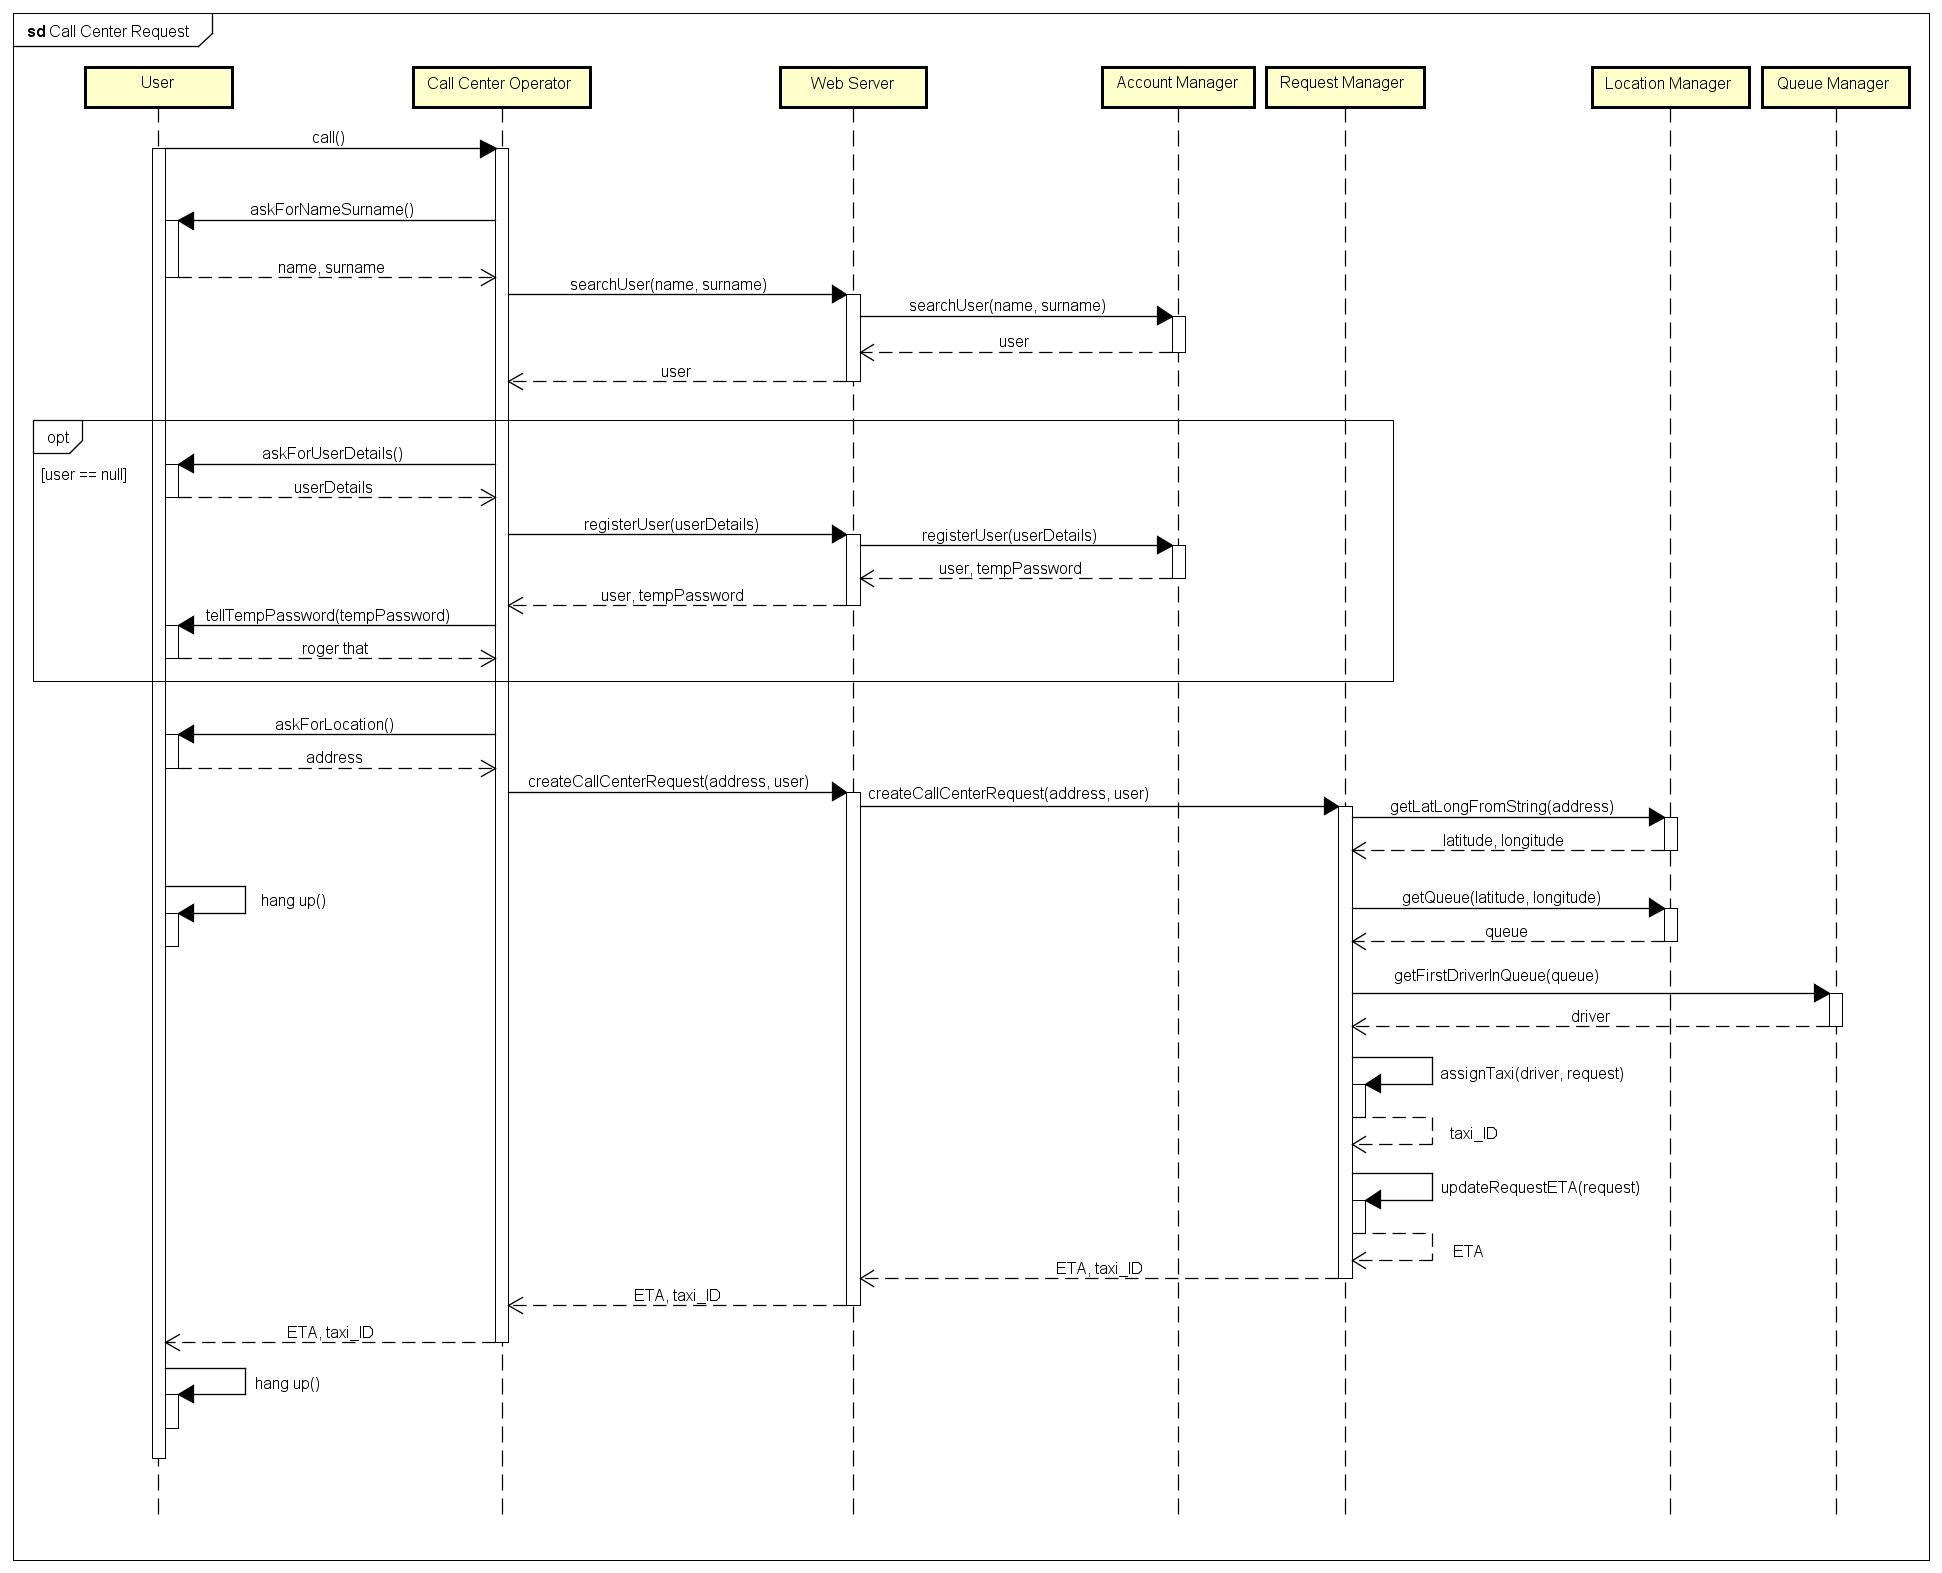 sd Call Center Request
User
Call Center Operator
Web Server
Account Manager
Request Manager
Location Manager
Queue Manager
call()
askForNameSurname()
name, surname
searchUser(name, surname)
searchUser(name, surname)
user
user
opt
[user == null]
askForUserDetails()
userDetails
registerUser(userDetails)
registerUser(userDetails)
user, tempPassword
user, tempPassword
tellTempPassword(tempPassword)
roger that
askForLocation()
address
createCallCenterRequest(address, user)
createCallCenterRequest(address, user)
getLatLongFromString(address)
latitude, longitude
hang up()
getQueue(latitude, longitude)
queue
getFirstDriverInQueue(queue)
driver
assignTaxi(driver, request)
taxi_ID
updateRequestETA(request)
ETA
ETA, taxi_ID
ETA, taxi_ID
ETA, taxi_ID
hang up()